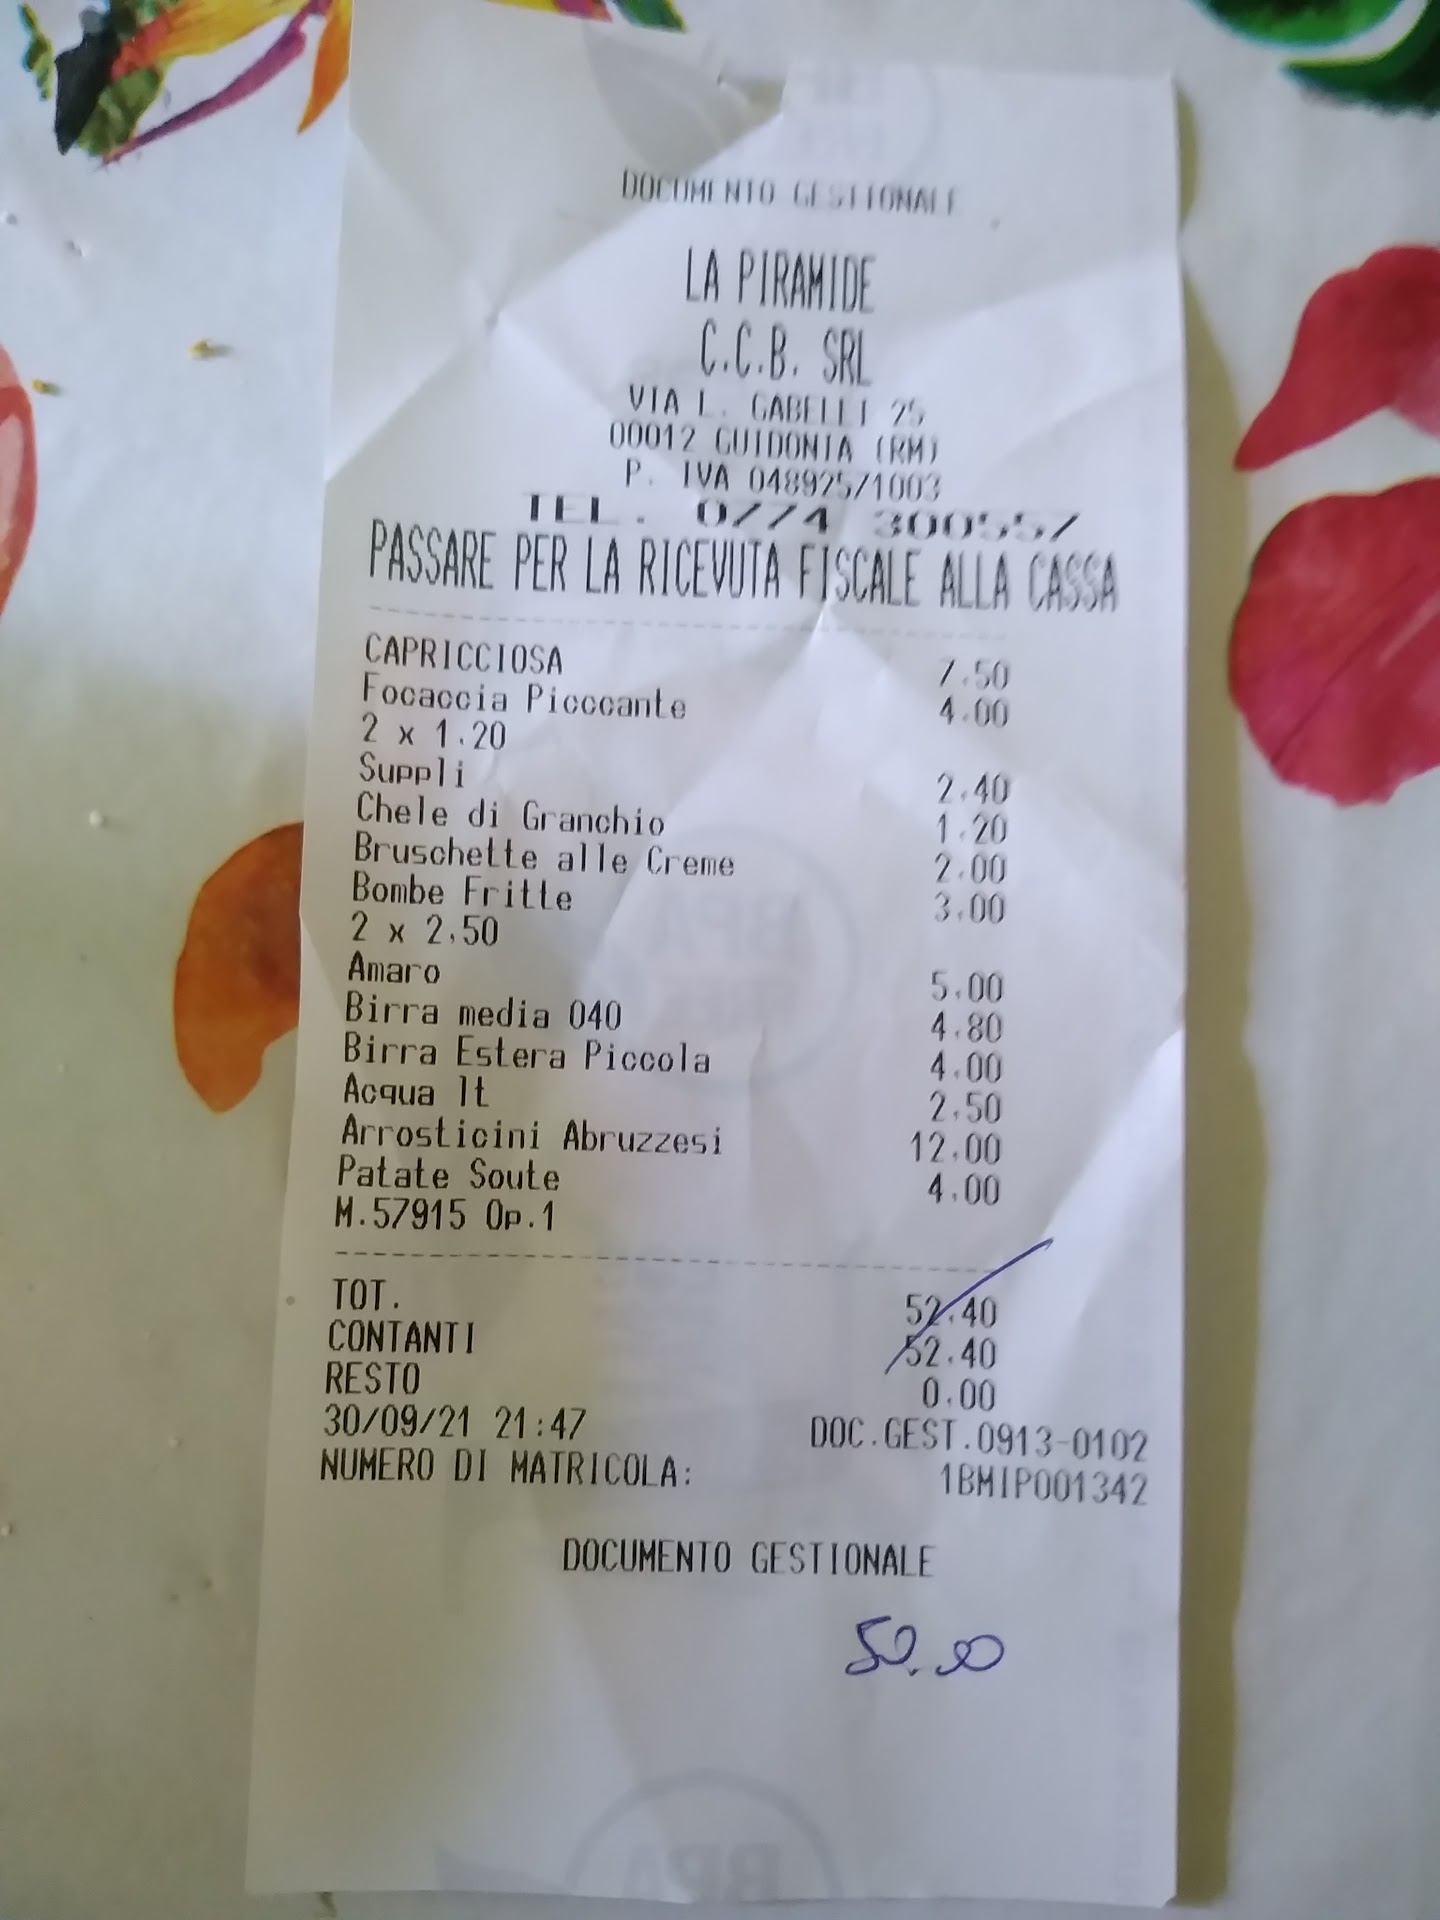 DOCUMENTO GESTIONALE
LA PIRAMIDE
C.C.B. SRL
VIA L. GABELLI 25
00012 GUIDONIA (RM)
P. IVA 04892571003
TEL. 0774 300557
PASSARE PER LA RICEVUTA FISCALE ALLA CASSA
CAPRICCIOSA 7.50
Focaccia Picccante 4.00
2 x 1.20
Suppli 2.40
Chele di Granchio 1.20
Bruschette alle Creme 2.00
Bombe Fritte 3.00
2 x 2.50
Amaro 5.00
Birra media 040 4.80
Birra Estera Piccola 4.00
Acqua lt 2.50
Arrosticini Abruzzesi 12.00
Patate Soute 4.00
M.57915 Op.1
TOT. 52.40
CONTANTI 52.40
RESTO 0.00
30/09/21 21:47 DOC.GEST.0913-0102
NUMERO DI MATRICOLA: 1BMIP001342
DOCUMENTO GESTIONALE
50.00
BPA